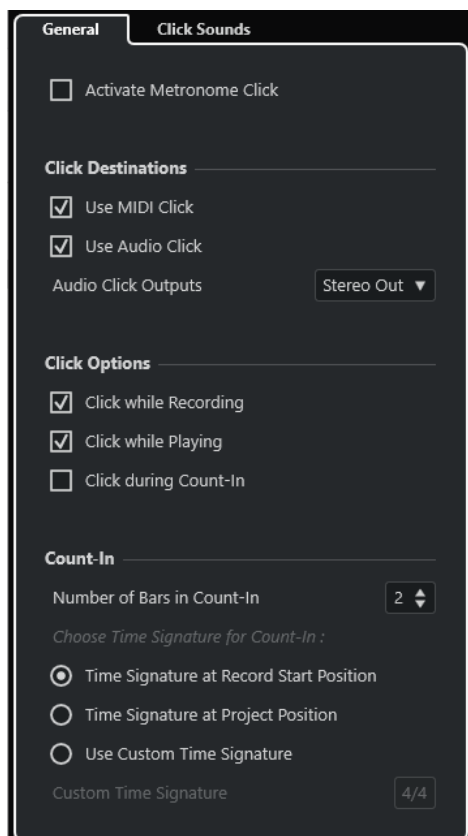 General Click Sounds
Activate Metronome Click
Click Destinations
Use MIDI Click
Use Audio Click
Audio Click Outputs Stereo Out
Click Options
Click while Recording
Click while Playing
Click during Count-In
Count-In
Number of Bars in Count-In 2
Choose Time Signature for Count-In :
Time Signature at Record Start Position
Time Signature at Project Position
Use Custom Time Signature
Custom Time Signature 4/4